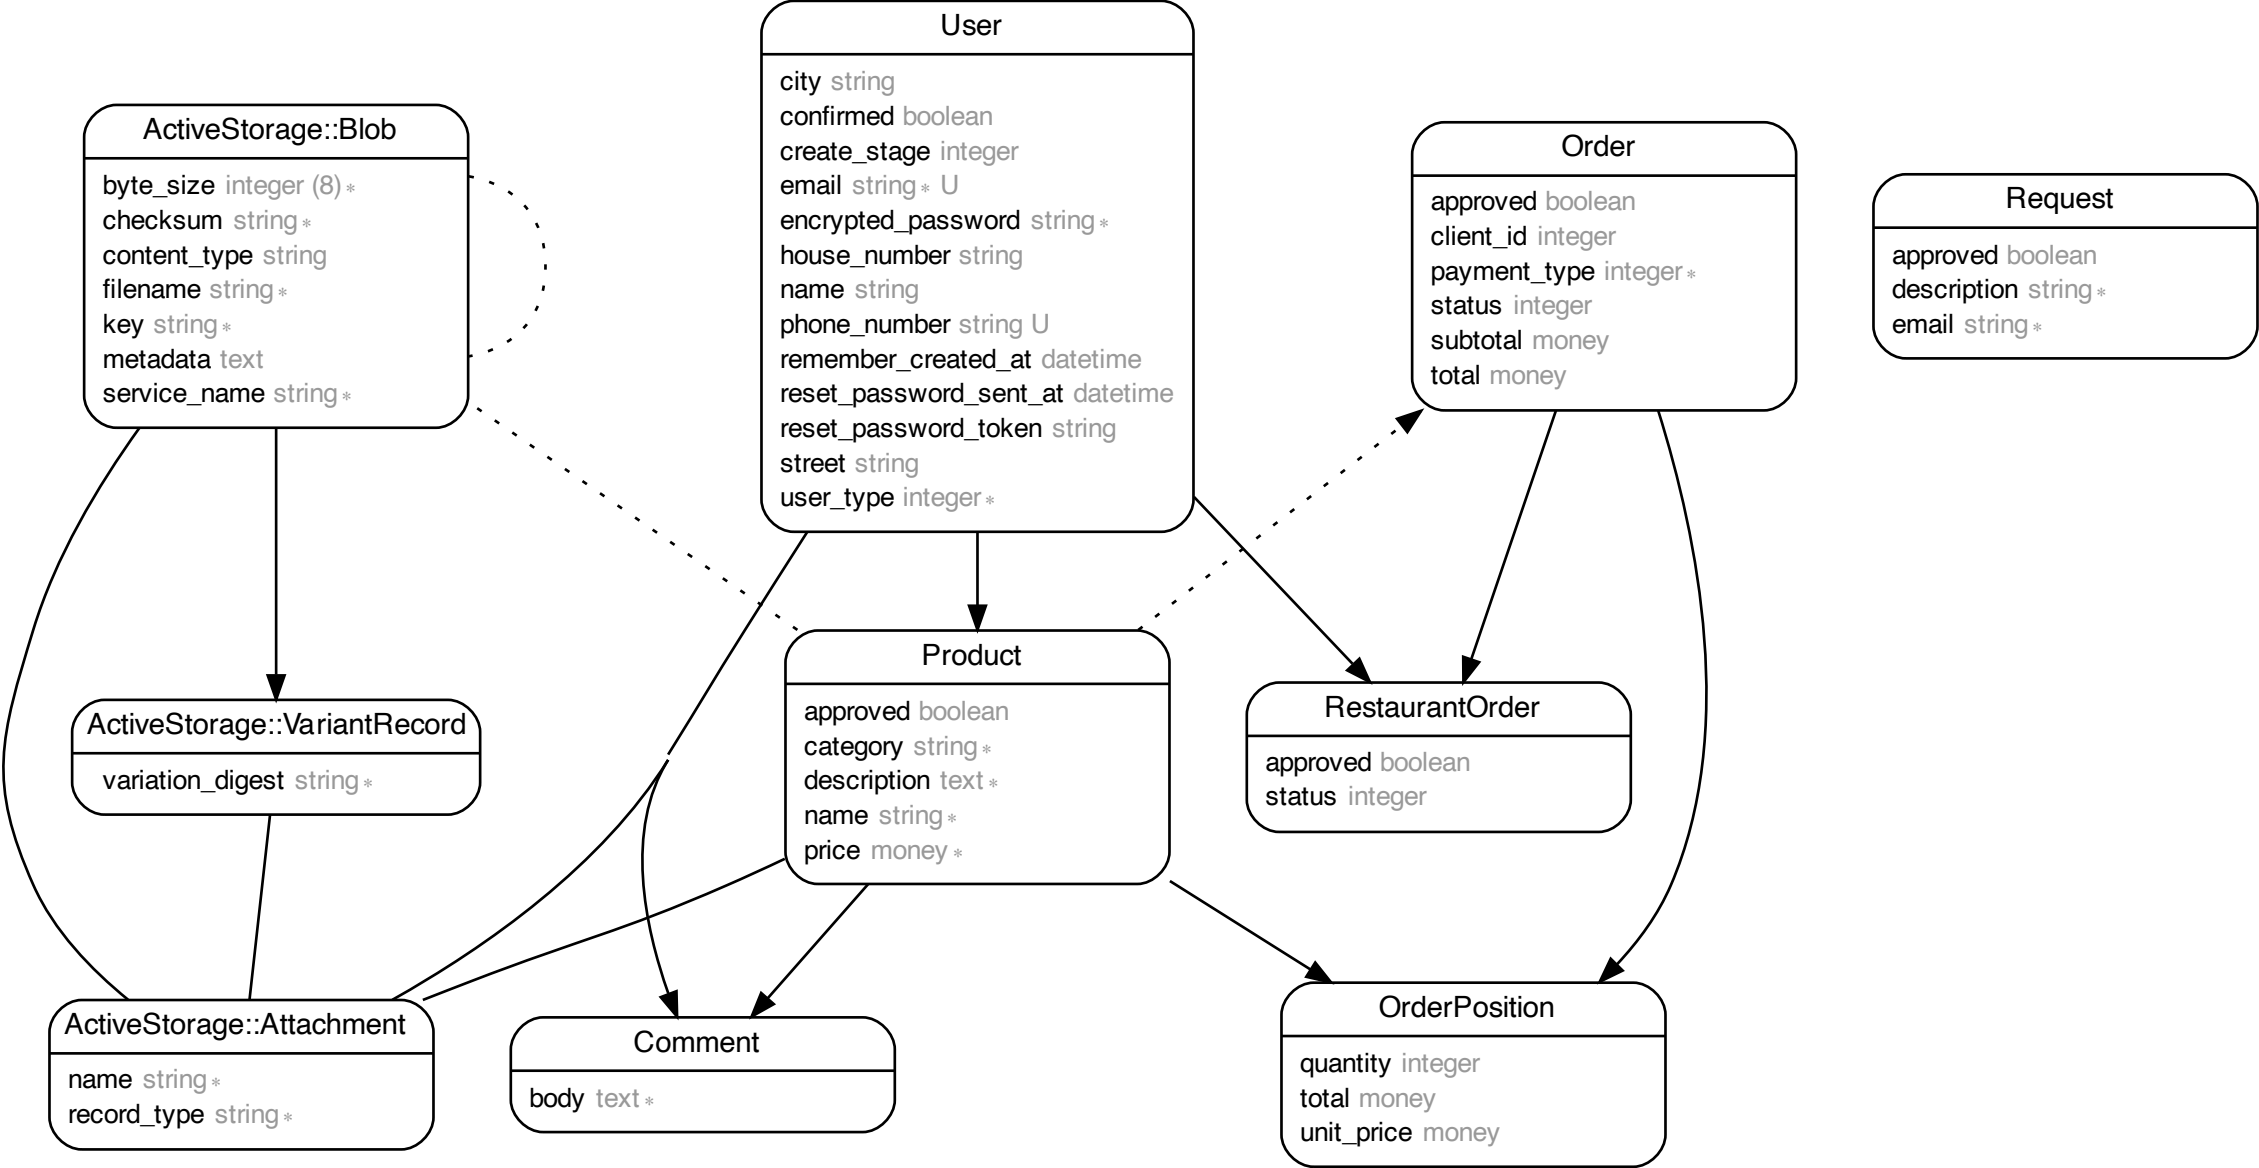 User
city string
confirmed boolean
create_stage integer
email string∗ U
encrypted_password string∗
house_number string
name string
phone_number string U
remember_created_at datetime
reset_password_sent_at datetime
reset_password_token string
street string
user_type integer∗
ActiveStorage::Blob
byte_size integer (8)∗
checksum string∗
content_type string
filename string∗
key string∗
metadata text
service_name string∗
Order
approved boolean
client_id integer
payment_type integer∗
status integer
subtotal money
total money
Request
approved boolean
description string∗
email string∗
Product
approved boolean
category string∗
description text∗
name string∗
price money∗
RestaurantOrder
approved boolean
status integer
ActiveStorage::VariantRecord
variation_digest string∗
ActiveStorage::Attachment
name string∗
record_type string∗
Comment
body text∗
OrderPosition
quantity integer
total money
unit_price money